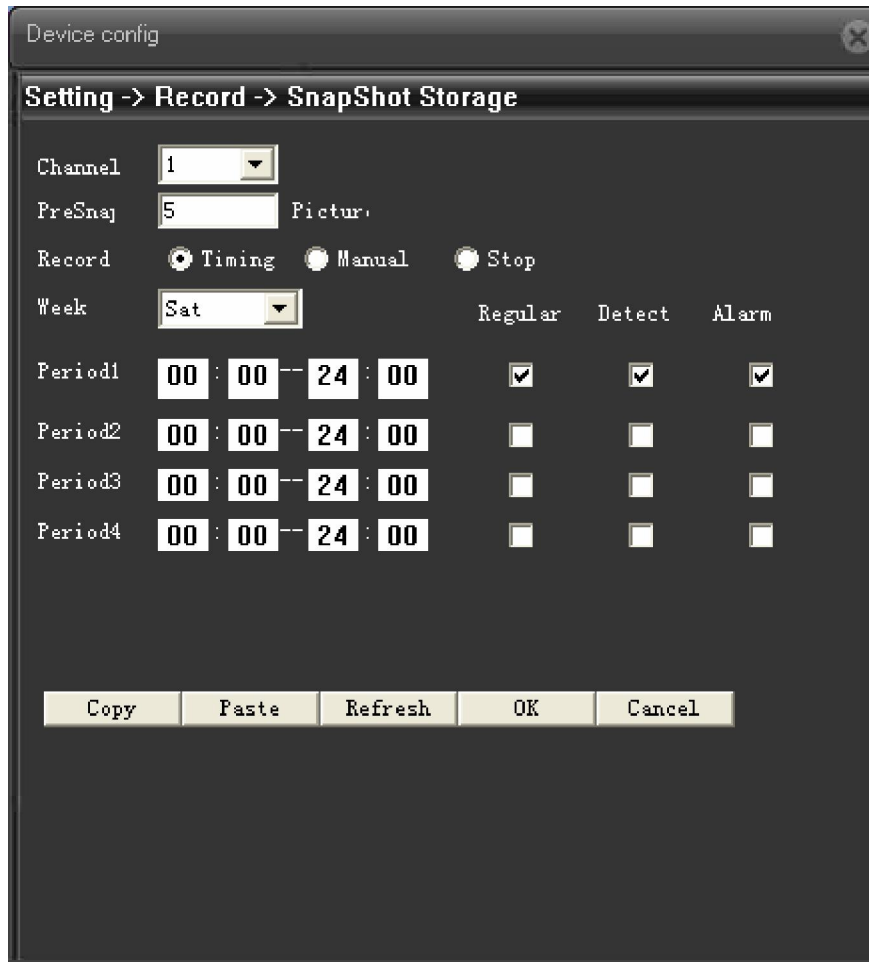 Device config
Setting -> Record -> SnapShot Storage
Channel 1
PreSnap 5 Pictur
Record Timing Manual Stop
Week Sat Regular Detect Alarm
Period1 00 : 00 -- 24 : 00
Period2 00 : 00 -- 24 : 00
Period3 00 : 00 -- 24 : 00
Period4 00 : 00 -- 24 : 00
Copy Paste Refresh OK Cancel